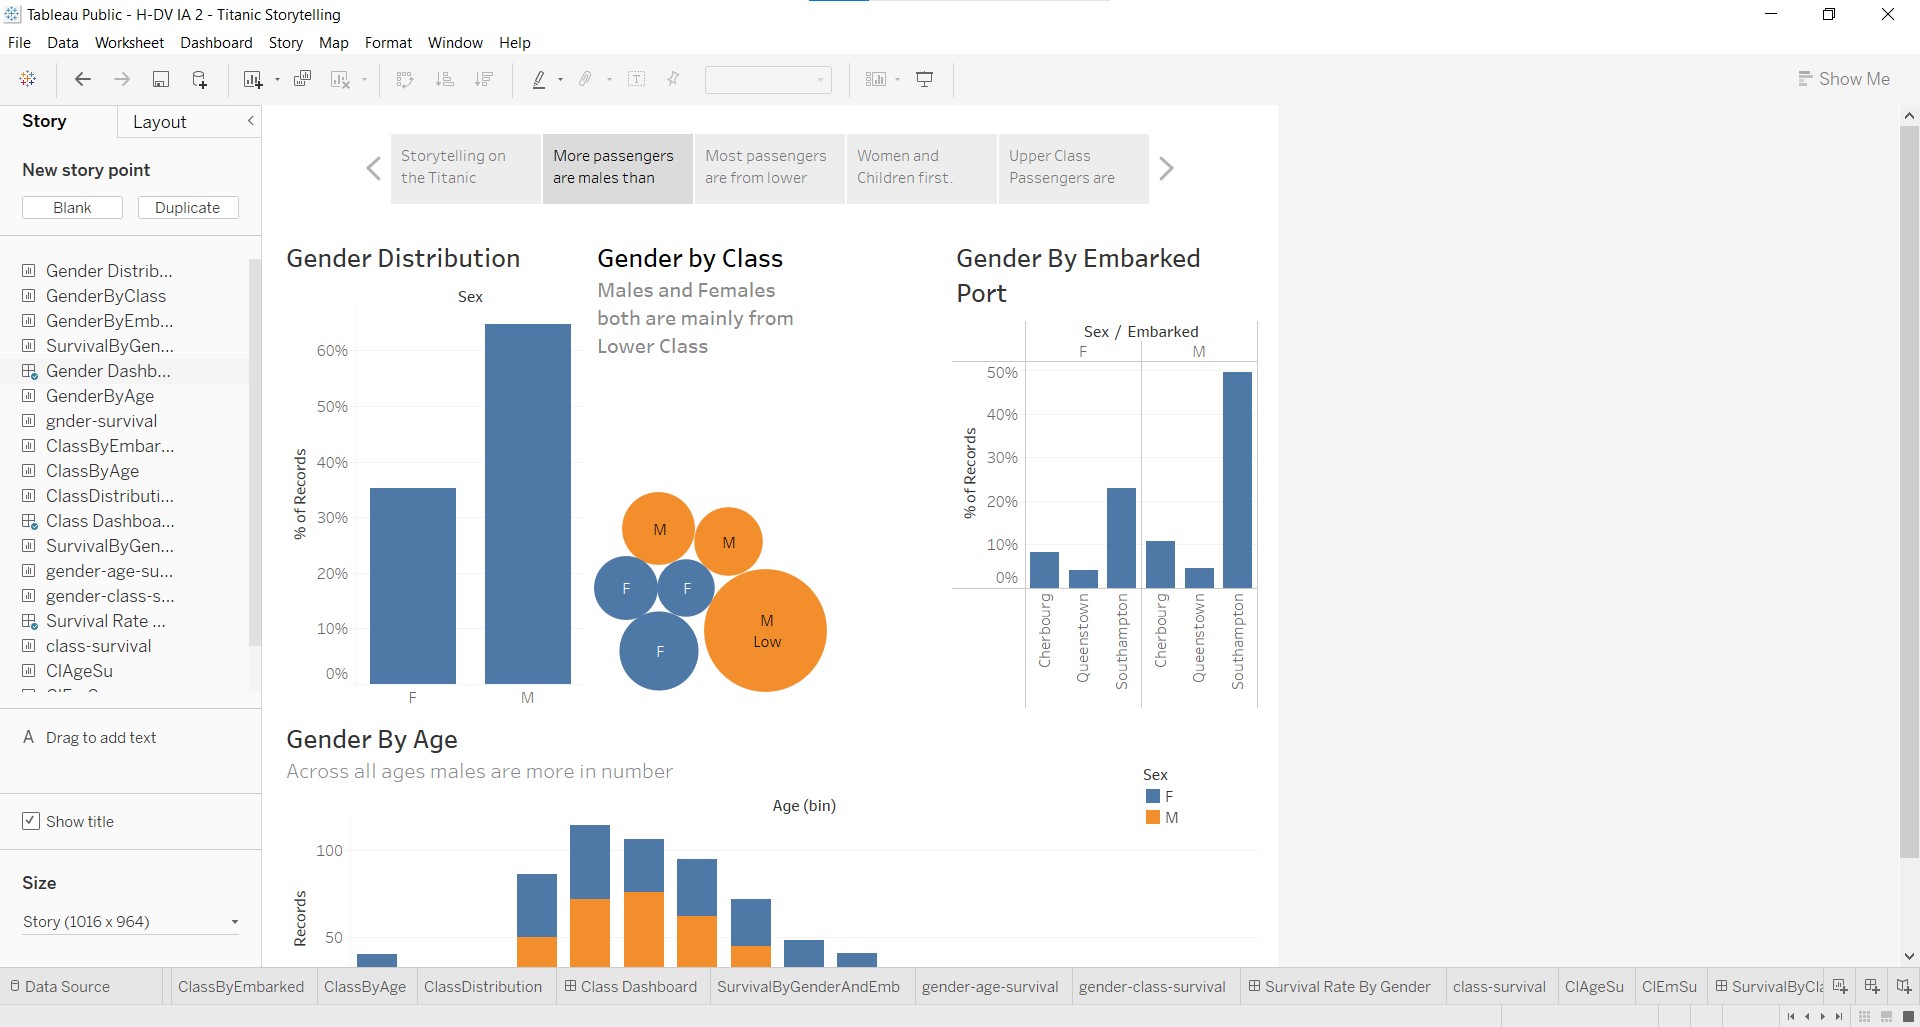 Tableau Public - H-DV IA 2 - Titanic Storytelling
File Data Worksheet Dashboard Story Map Format Window Help
Show Me
Story Layout
New story point
Blank Duplicate
Gender Distrib...
GenderByClass
GenderByEmb...
SurvivalByGen...
Gender Dashb...
GenderByAge
gnder-survival
ClassByEmbar...
ClassByAge
ClassDistributi...
Class Dashboa...
SurvivalByGen...
gender-age-su...
gender-class-s...
Survival Rate ...
class-survival
ClAgeSu
A Drag to add text
Show title
Size
Story (1016 x 964)
Storytelling on
the Titanic
More passengers
are males than
Most passengers
are from lower
Women and
Children first.
Upper Class
Passengers are
Gender Distribution
Sex
% of Records
60%
50%
40%
30%
20%
10%
0%
F M
Gender by Class
Males and Females
both are mainly from
Lower Class
M
M
F
F
M
Low
F
Gender By Embarked
Port
Sex / Embarked
F M
% of Records
50%
40%
30%
20%
10%
0%
Cherbourg
Queenstown
Southampton
Cherbourg
Queenstown
Southampton
Gender By Age
Across all ages males are more in number
Age (bin)
Records
100
50
Sex
F
M
Data Source ClassByEmbarked ClassByAge ClassDistribution Class Dashboard SurvivalByGenderAndEmb gender-age-survival gender-class-survival Survival Rate By Gender class-survival ClAgeSu ClEmSu SurvivalByCla